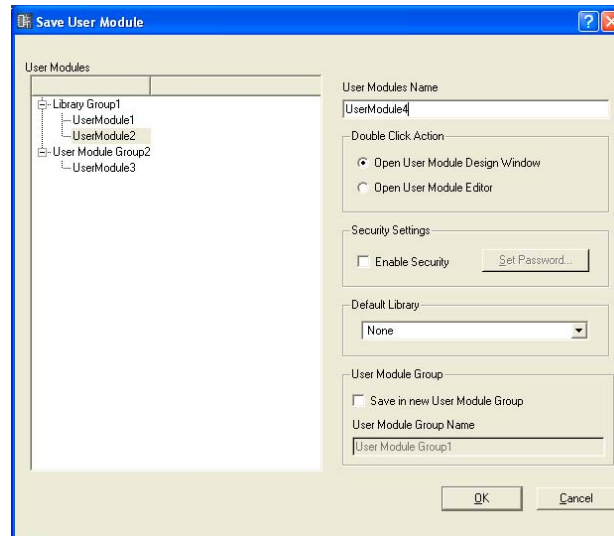 Save User Module
User Modules
Library Group1
UserModule1
UserModule2
User Module Group2
UserModule3
User Modules Name
UserModule4
Double Click Action
Open User Module Design Window
Open User Module Editor
Security Settings
Enable Security
Set Password...
Default Library
None
User Module Group
Save in new User Module Group
User Module Group Name
User Module Group1
OK
Cancel